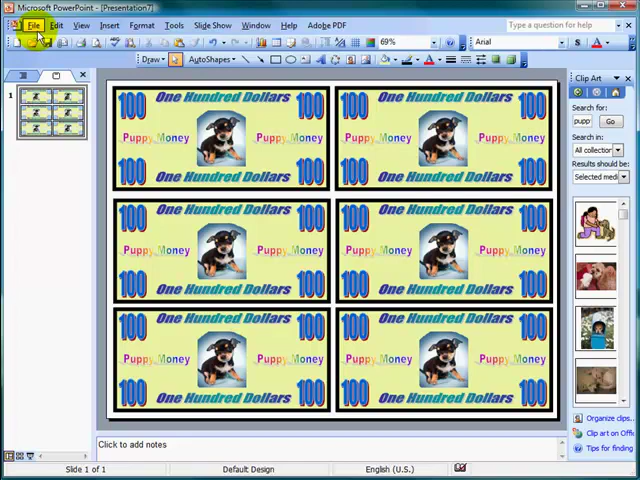 Microsoft PowerPoint - [Presentation7]
File Edit View Insert Format Tools Slide Show Window Help Adobe PDF
Type a question for help
69% Arial S A
Draw AutoShapes
Clip Art
Search for:
pupp Go
Search in:
All collection
Results should be:
Selected med
1
100 One Hundred Dollars 100
Puppy Money Puppy Money
100 One Hundred Dollars 100
100 One Hundred Dollars 100
Puppy Money Puppy Money
100 One Hundred Dollars 100
100 One Hundred Dollars 100
Puppy Money Puppy Money
100 One Hundred Dollars 100
100 One Hundred Dollars 100
Puppy Money Puppy Money
100 One Hundred Dollars 100
100 One Hundred Dollars 100
Puppy Money Puppy Money
100 One Hundred Dollars 100
100 One Hundred Dollars 100
Puppy Money Puppy Money
100 One Hundred Dollars 100
Organize clips...
Clip art on Offi
Tips for finding
Click to add notes
Slide 1 of 1 Default Design English (U.S.)